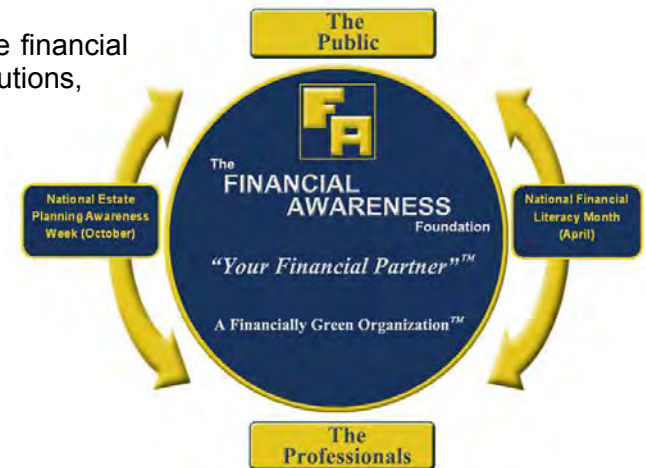 e financial
utions,
The
Public
FA
The
FINANCIAL
AWARENESS
Foundation
"Your Financial Partner"™
A Financially Green Organization™
National Estate
Planning Awareness
Week (October)
National Financial
Literacy Month
(April)
The
Professionals